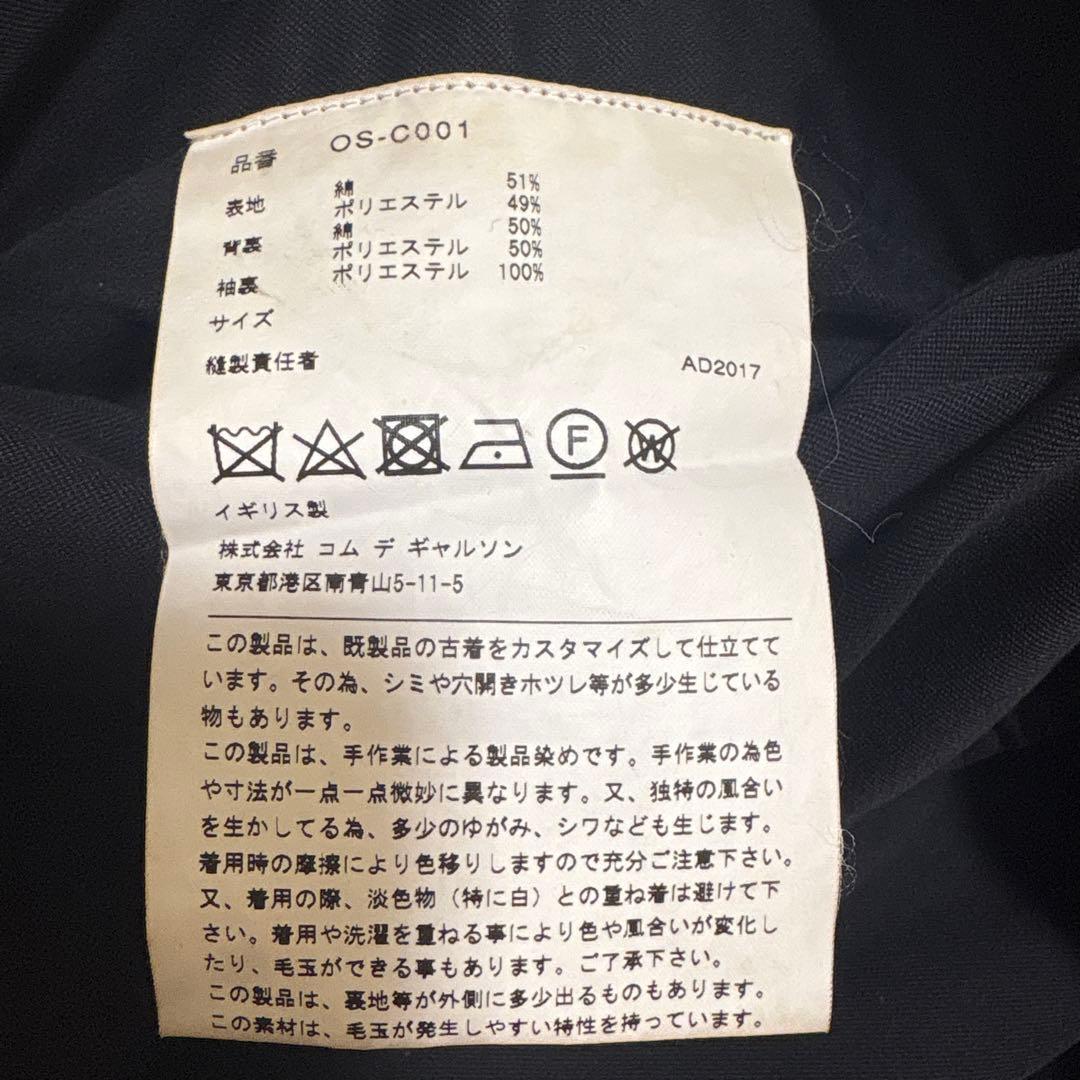 品番 OS-C001
表地 綿 51%
ポリエステル 49%
背裏 綿 50%
ポリエステル 50%
袖裏 ポリエステル 100%
サイズ
縫製責任者 AD2017
F W
イギリス製
株式会社 コム デ ギャルソン
東京都港区南青山5-11-5
この製品は、既製品の古着をカスタマイズして仕立てて
います。その為、シミや穴開きホツレ等が多少生じている
物もあります。
この製品は、手作業による製品染めです。手作業の為色
や寸法が一点一点微妙に異なります。又、独特の風合い
を生かしてる為、多少のゆがみ、シワなども生じます。
着用時の摩擦により色移りしますので充分ご注意下さい。
又、着用の際、淡色物（特に白）との重ね着は避けて下
さい。着用や洗濯を重ねる事により色や風合いが変化し
たり、毛玉ができる事もあります。ご了承下さい。
この製品は、裏地等が外側に多少出るものもあります。
この素材は、毛玉が発生しやすい特性を持っています。